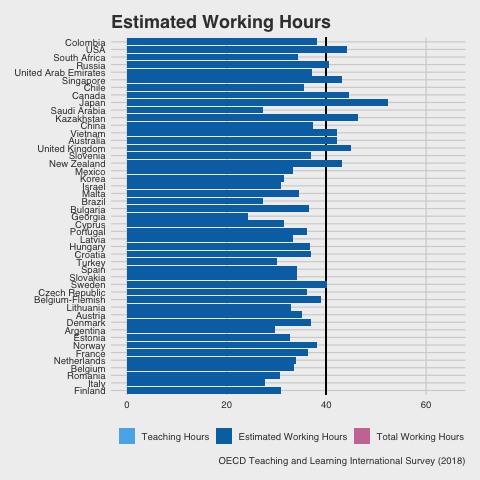 Estimated Working Hours
Colombia
USA
South Africa
Russia
United Arab Emirates
Singapore
Chile
Canada
Japan
Saudi Arabia
Kazakhstan
China
Vietnam
Australia
United Kingdom
Slovenia
New Zealand
Mexico
Korea
Israel
Malta
Brazil
Bulgaria
Georgia
Cyprus
Portugal
Latvia
Hungary
Croatia
Turkey
Spain
Slovakia
Sweden
Czech Republic
Belgium-Flemish
Lithuania
Austria
Denmark
Argentina
Estonia
Norway
France
Netherlands
Belgium
Romania
Italy
Finland
0 20 40 60
Teaching Hours Estimated Working Hours Total Working Hours
OECD Teaching and Learning International Survey (2018)